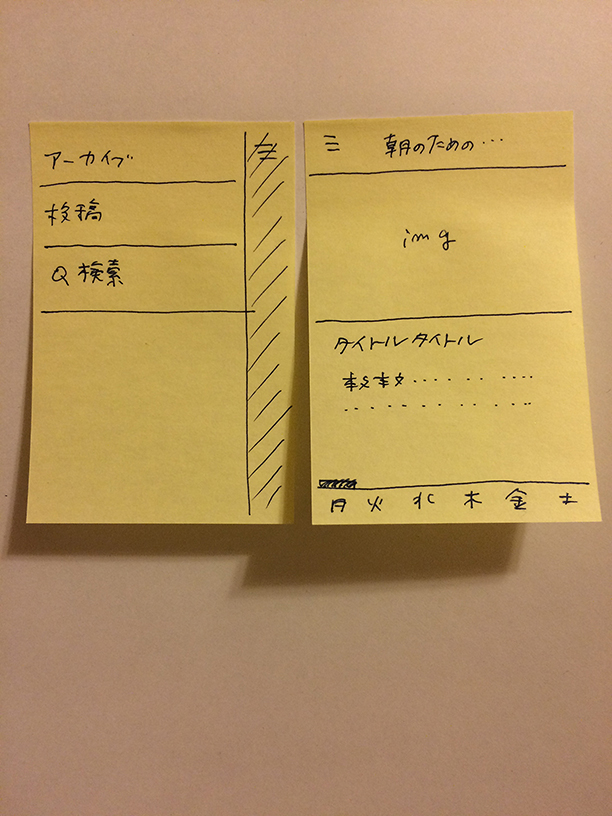 アーカイブ
投稿
検索
朝のための…
img
タイトルタイトル
本文本文…………
月 火 水 木 金 土